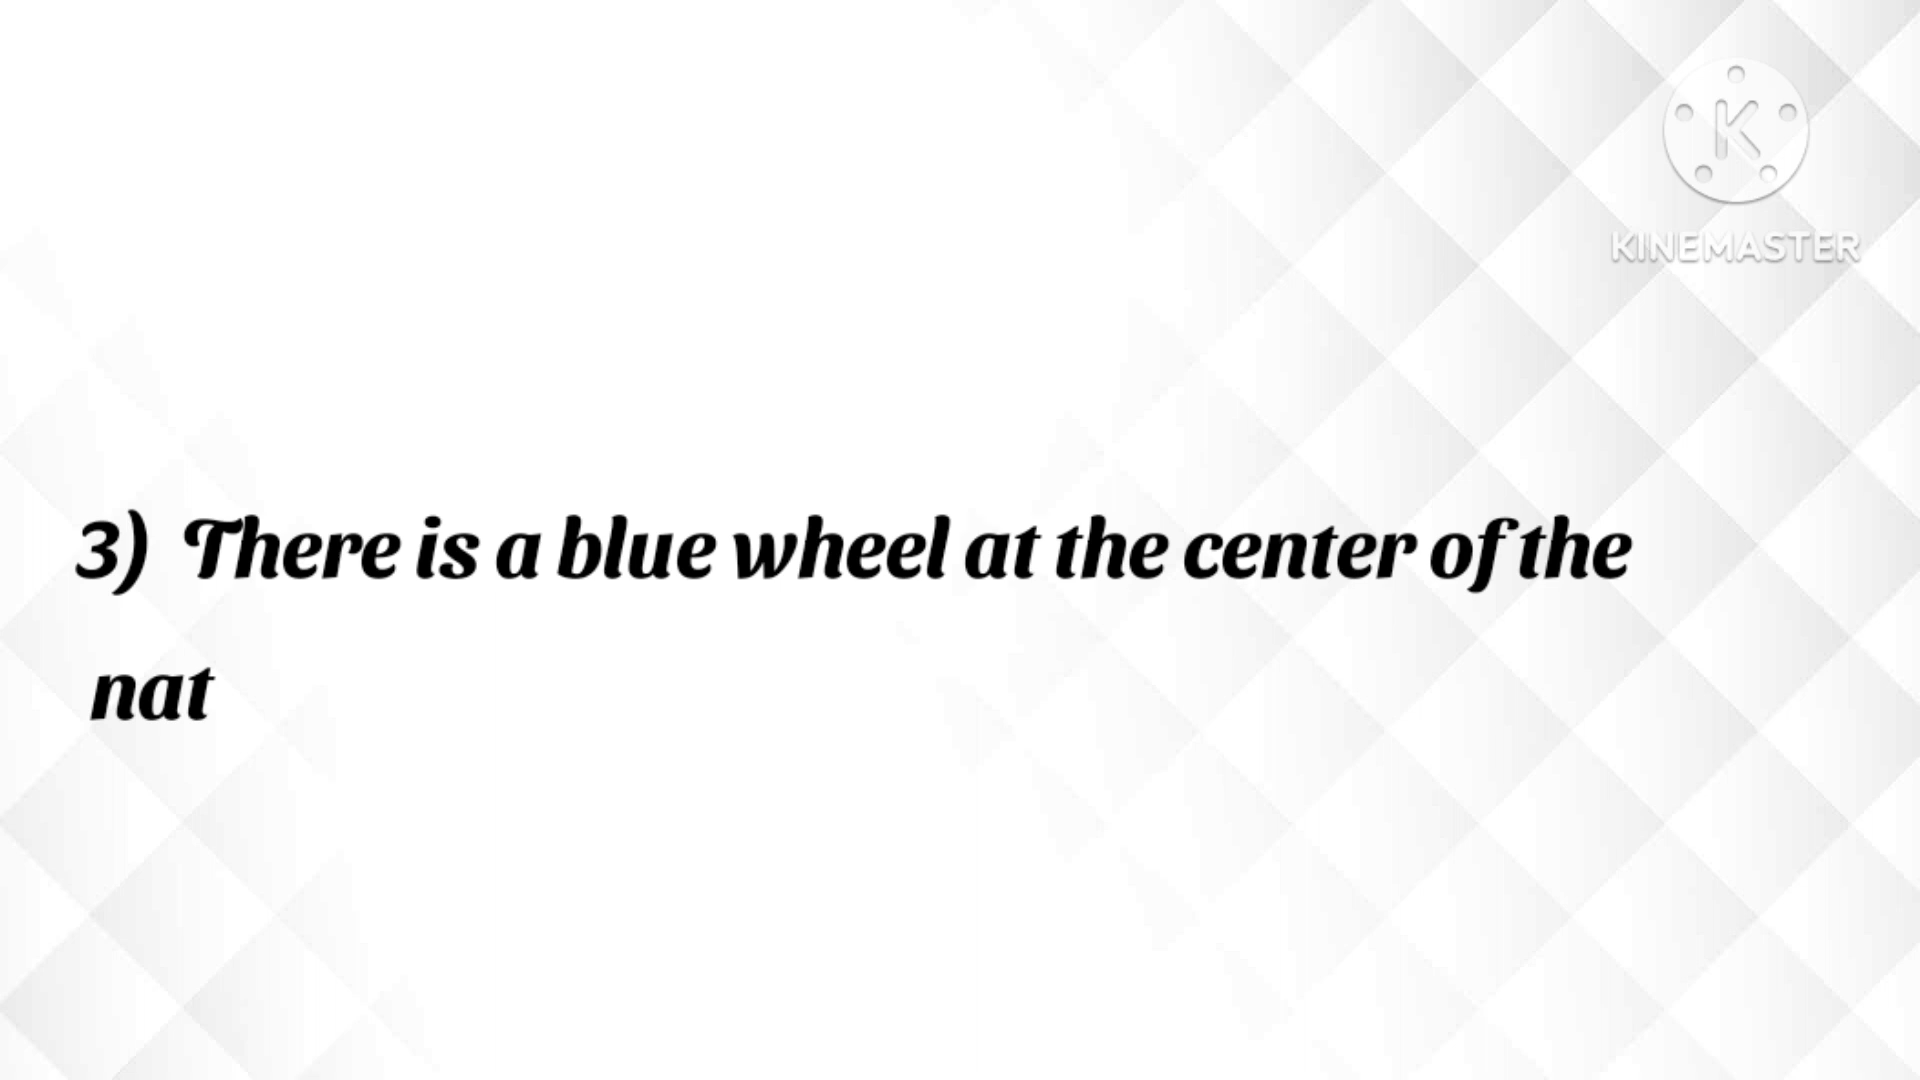 KINEMASTER
3) There is a blue wheel at the center of the
nat